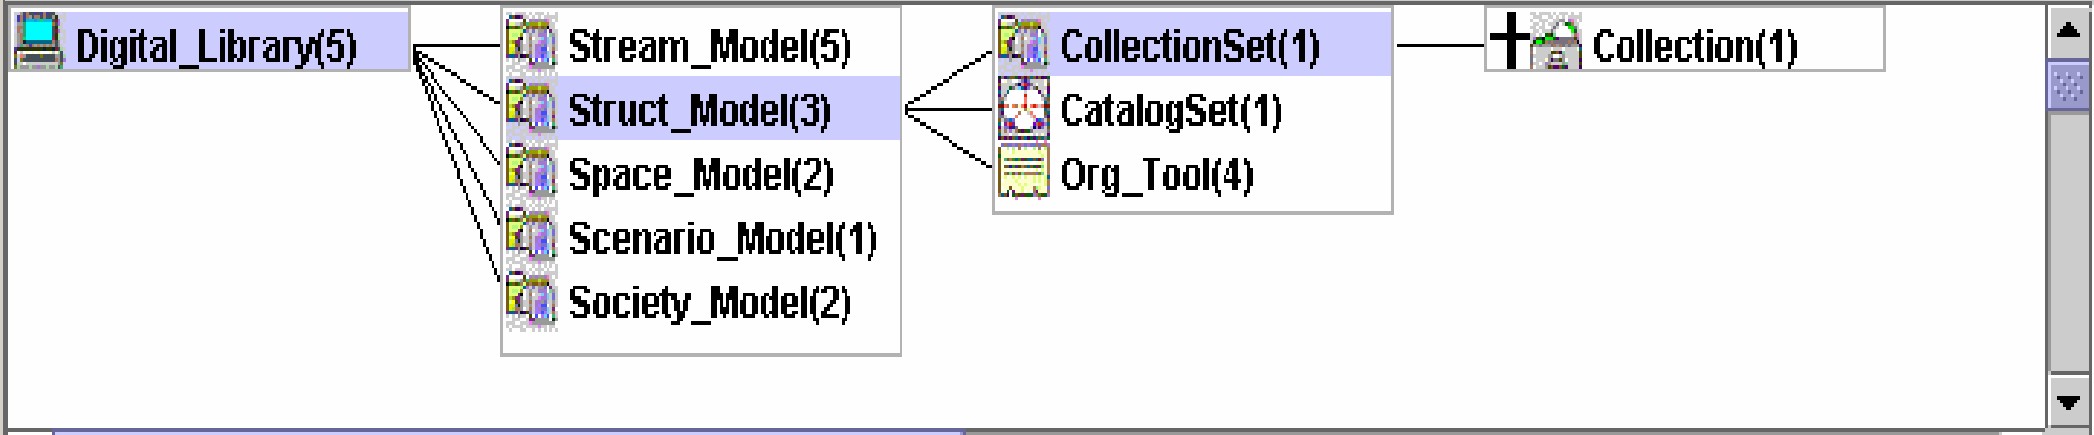 Digital_Library(5)
Stream_Model(5)
Struct_Model(3)
Space_Model(2)
Scenario_Model(1)
Society_Model(2)
CollectionSet(1)
CatalogSet(1)
Org_Tool(4)
Collection(1)